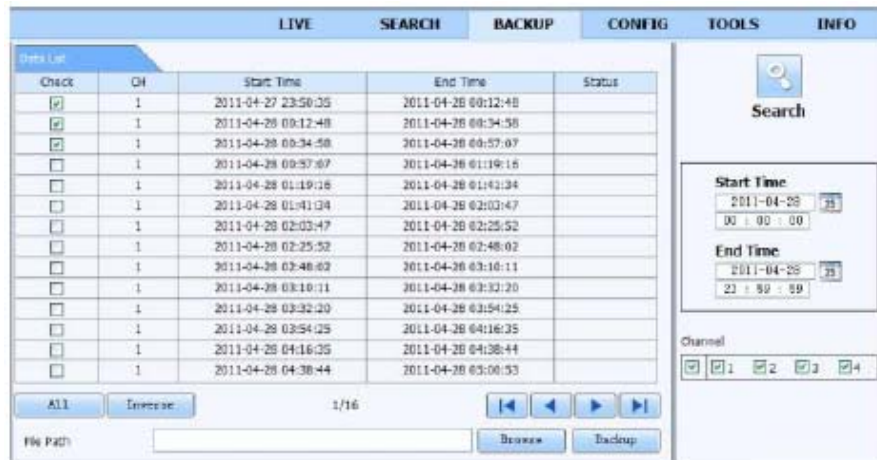 LIVE SEARCH BACKUP CONFIG TOOLS INFO
Data List
Check CH Start Time End Time Status
1 2011-04-27 23:50:35 2011-04-28 00:12:48
1 2011-04-28 00:12:48 2011-04-28 00:34:58
1 2011-04-28 00:34:58 2011-04-28 00:57:07
1 2011-04-28 00:57:07 2011-04-28 01:19:16
1 2011-04-28 01:19:16 2011-04-28 01:41:34
1 2011-04-28 01:41:34 2011-04-28 02:03:47
1 2011-04-28 02:03:47 2011-04-28 02:25:52
1 2011-04-28 02:25:52 2011-04-28 02:48:02
1 2011-04-28 02:48:02 2011-04-28 03:10:11
1 2011-04-28 03:10:11 2011-04-28 03:32:20
1 2011-04-28 03:32:20 2011-04-28 03:54:25
1 2011-04-28 03:54:25 2011-04-28 04:16:35
1 2011-04-28 04:16:35 2011-04-28 04:38:44
1 2011-04-28 04:38:44 2011-04-28 05:00:53
All Inverse 1/16
File Path Browse Backup
Search
Start Time
2011-04-28 25
00 : 00 : 00
End Time
2011-04-28 25
23 : 59 : 59
Channel
1 2 3 4